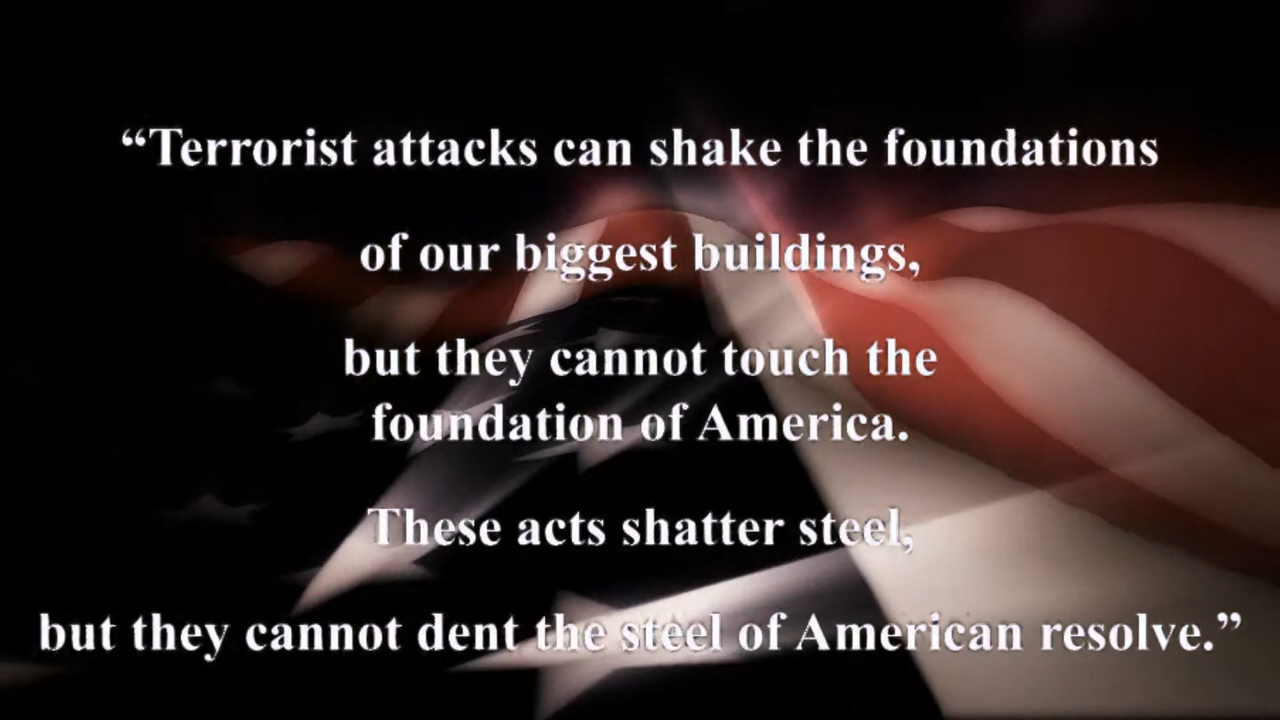 “Terrorist attacks can shake the foundations
of our biggest buildings,
but they cannot touch the
foundation of America.
These acts shatter steel,
but they cannot dent the steel of American resolve.”